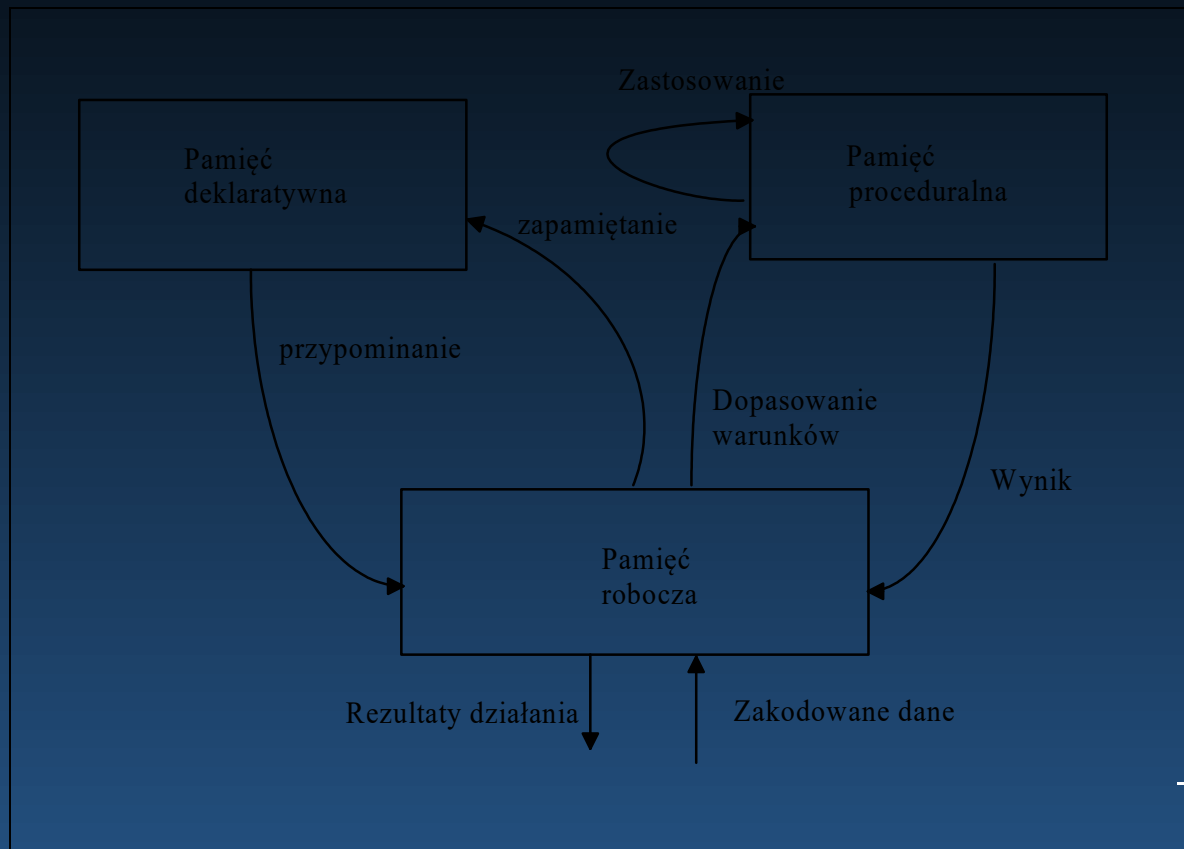 Zastosowanie
Pamięć
deklaratywna
Pamięć
proceduralna
zapamiętanie
przypominanie
Dopasowanie
warunków
Wynik
Pamięć
robocza
Rezultaty działania
Zakodowane dane